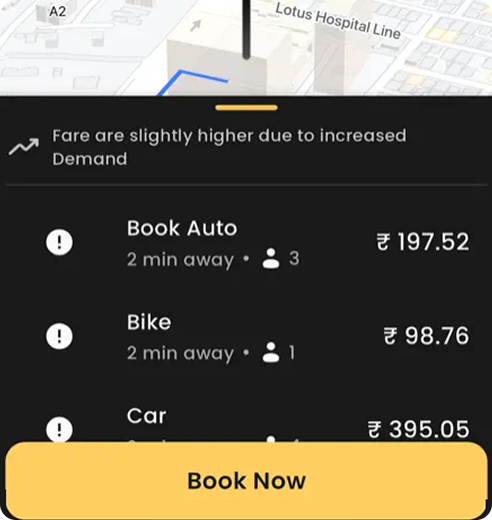 A2
Lotus Hospital Line
Fare are slightly higher due to increased
Demand
Book Auto
₹ 197.52
2 min away • 3
Bike
₹ 98.76
2 min away • 1
Car
₹ 395.05
Book Now